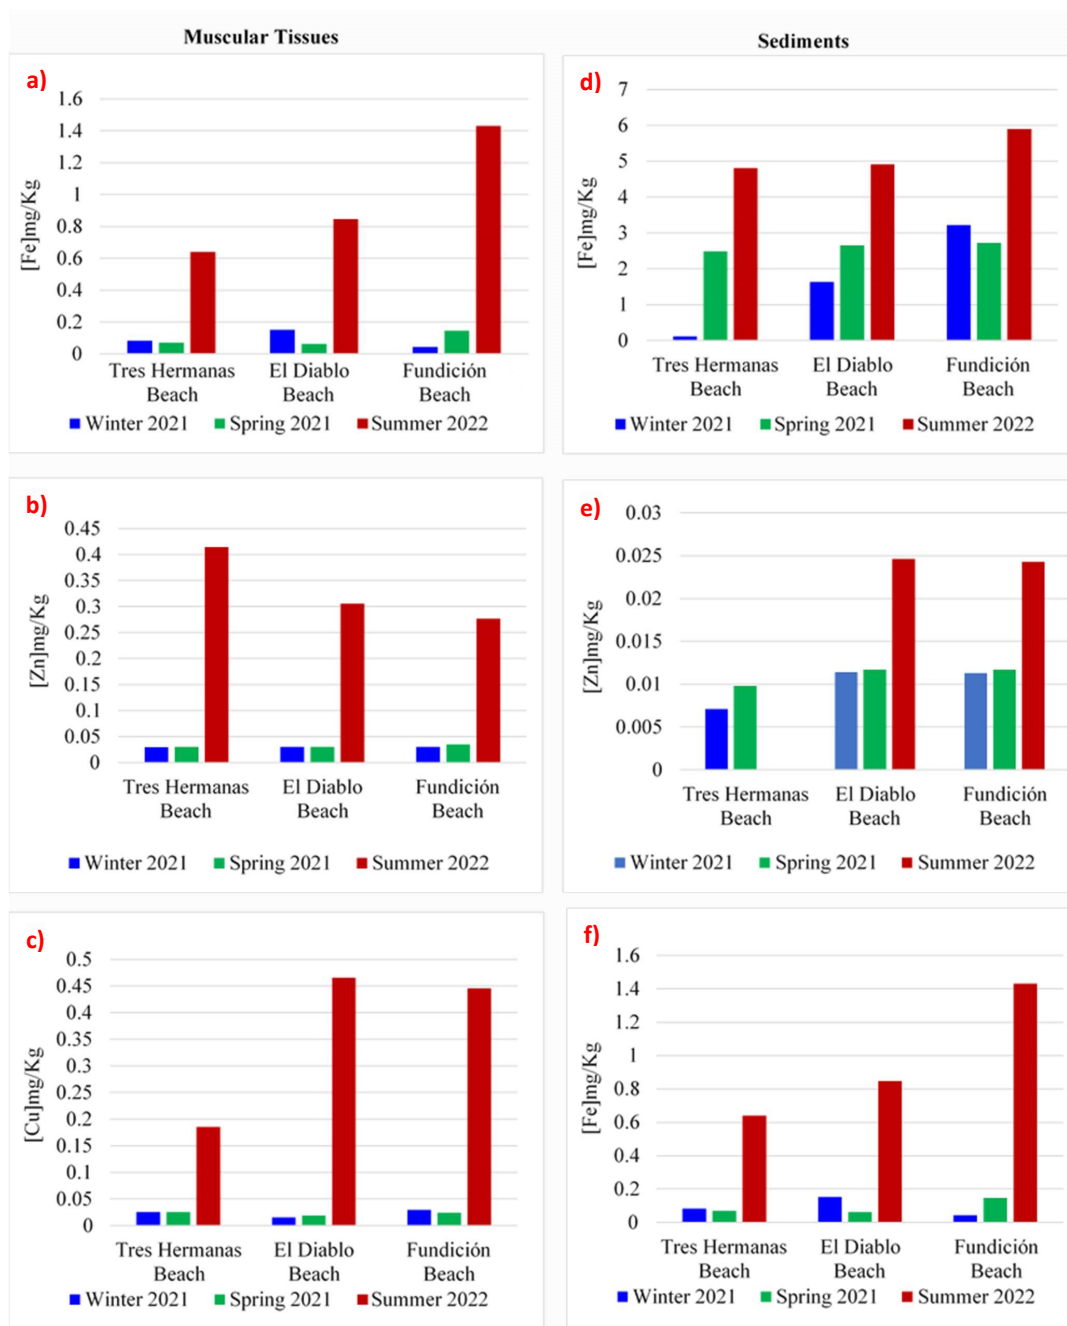 Muscular Tissues
Sediments
a)
1.6
1.4
1.2
1
0.8
0.6
0.4
0.2
0
[Fe]mg/Kg
Tres Hermanas Beach
El Diablo Beach
Fundición Beach
Winter 2021 Spring 2021 Summer 2022
d)
7
6
5
4
3
2
1
0
[Fe]mg/Kg
Tres Hermanas Beach
El Diablo Beach
Fundición Beach
Winter 2021 Spring 2021 Summer 2022
b)
0.45
0.4
0.35
0.3
0.25
0.2
0.15
0.1
0.05
0
[Zn]mg/Kg
Tres Hermanas Beach
El Diablo Beach
Fundición Beach
Winter 2021 Spring 2021 Summer 2022
e)
0.03
0.025
0.02
0.015
0.01
0.005
0
[Zn]mg/Kg
Tres Hermanas Beach
El Diablo Beach
Fundición Beach
Winter 2021 Spring 2021 Summer 2022
c)
0.5
0.45
0.4
0.35
0.3
0.25
0.2
0.15
0.1
0.05
0
[Cu]mg/Kg
Tres Hermanas Beach
El Diablo Beach
Fundición Beach
Winter 2021 Spring 2021 Summer 2022
f)
1.6
1.4
1.2
1
0.8
0.6
0.4
0.2
0
[Fe]mg/Kg
Tres Hermanas Beach
El Diablo Beach
Fundición Beach
Winter 2021 Spring 2021 Summer 2022